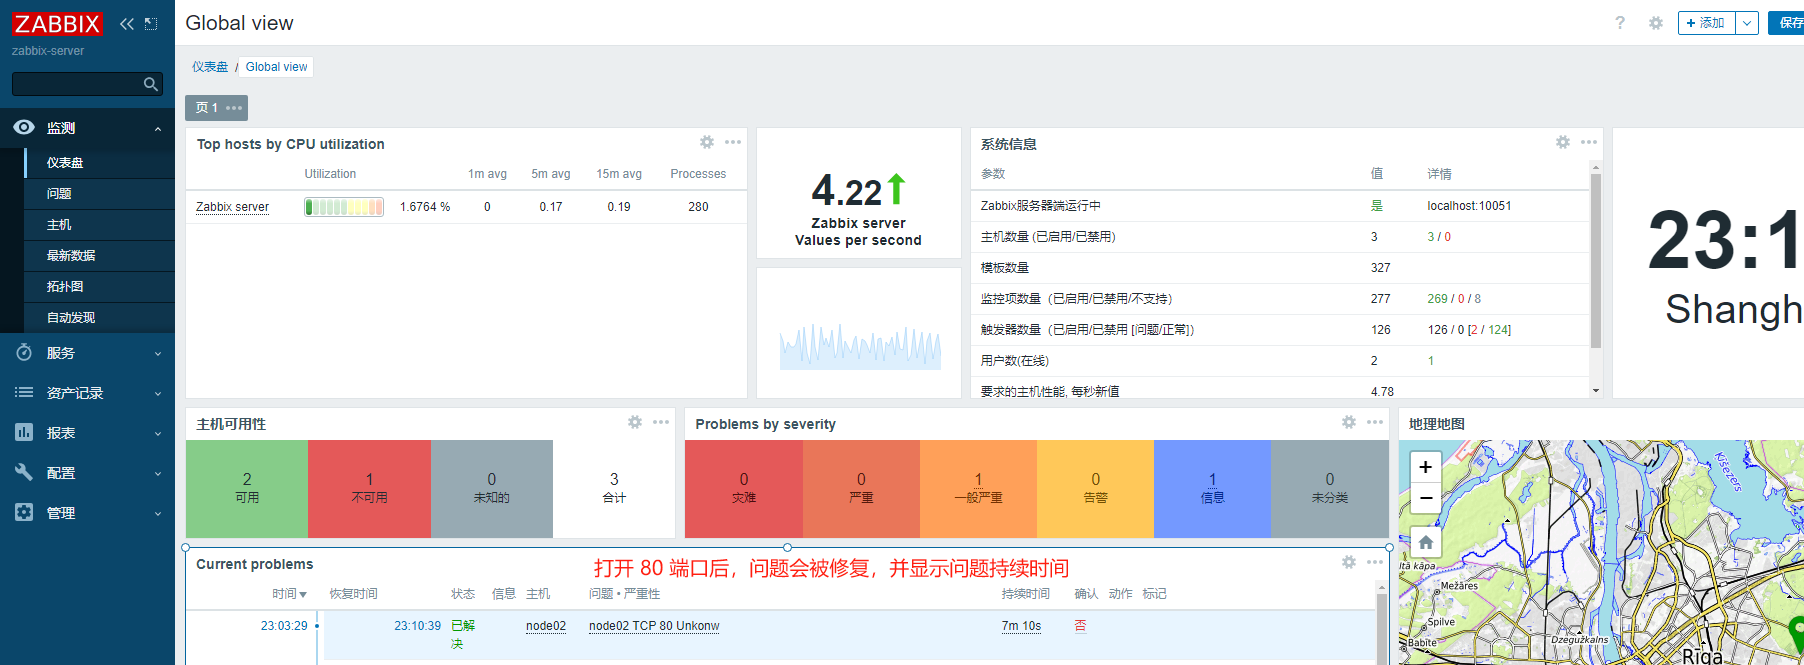 ZABBIX
zabbix-server
监测
仪表盘
问题
主机
最新数据
拓扑图
自动发现
服务
资产记录
报表
配置
管理
Global view
? + 添加 保存
仪表盘 / Global view
页 1
Top hosts by CPU utilization
Utilization 1m avg 5m avg 15m avg Processes
Zabbix server 1.6764 % 0 0.17 0.19 280
4.22
Zabbix server
Values per second
系统信息
参数 值 详情
Zabbix服务器端运行中 是 localhost:10051
主机数量 (已启用/已禁用) 3 3 / 0
模板数量 327
监控项数量（已启用/已禁用/不支持） 277 269 / 0 / 8
触发器数量（已启用/已禁用 [问题/正常]） 126 126 / 0 [2 / 124]
用户数(在线) 2 1
要求的主机性能, 每秒新值 4.78
23:1
Shangh
主机可用性
2 可用
1 不可用
0 未知的
3 合计
Problems by severity
0 灾难
0 严重
1 一般严重
0 告警
1 信息
0 未分类
地理地图
+
−
Ķīšezers
ltā kāpa
Mežāres
Spilve
Babīte
Dzegužkalns
Rīga
Current problems
打开 80 端口后，问题会被修复，并显示问题持续时间
时间 恢复时间 状态 信息 主机 问题 • 严重性 持续时间 确认 动作 标记
23:03:29 23:10:39 已解决 node02 node02 TCP 80 Unkonw 7m 10s 否